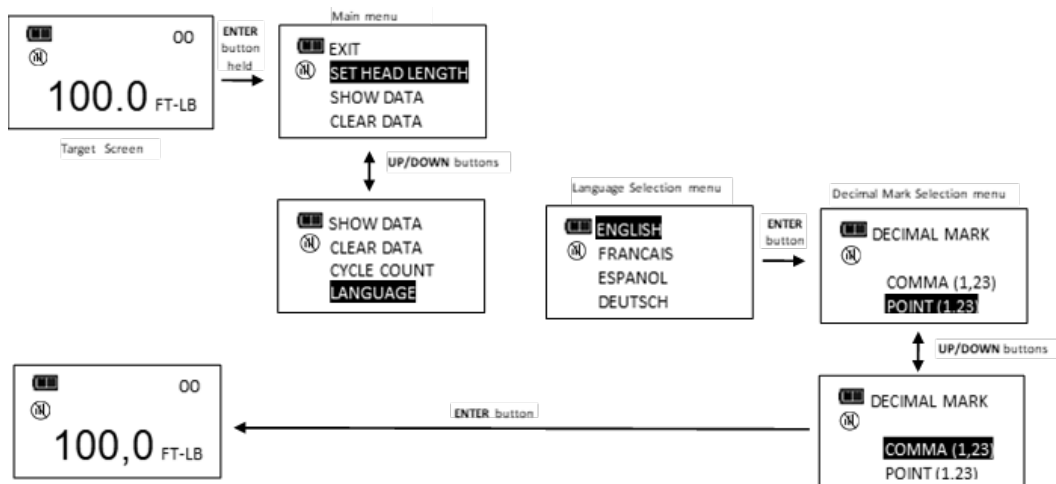 Main menu
00
100.0 FT-LB
Target Screen
ENTER
button
held
EXIT
SET HEAD LENGTH
SHOW DATA
CLEAR DATA
UP/DOWN buttons
SHOW DATA
CLEAR DATA
CYCLE COUNT
LANGUAGE
Language Selection menu
ENGLISH
FRANCAIS
ESPANOL
DEUTSCH
ENTER
button
Decimal Mark Selection menu
DECIMAL MARK
COMMA (1,23)
POINT (1.23)
UP/DOWN buttons
DECIMAL MARK
COMMA (1,23)
POINT (1.23)
ENTER button
00
100,0 FT-LB